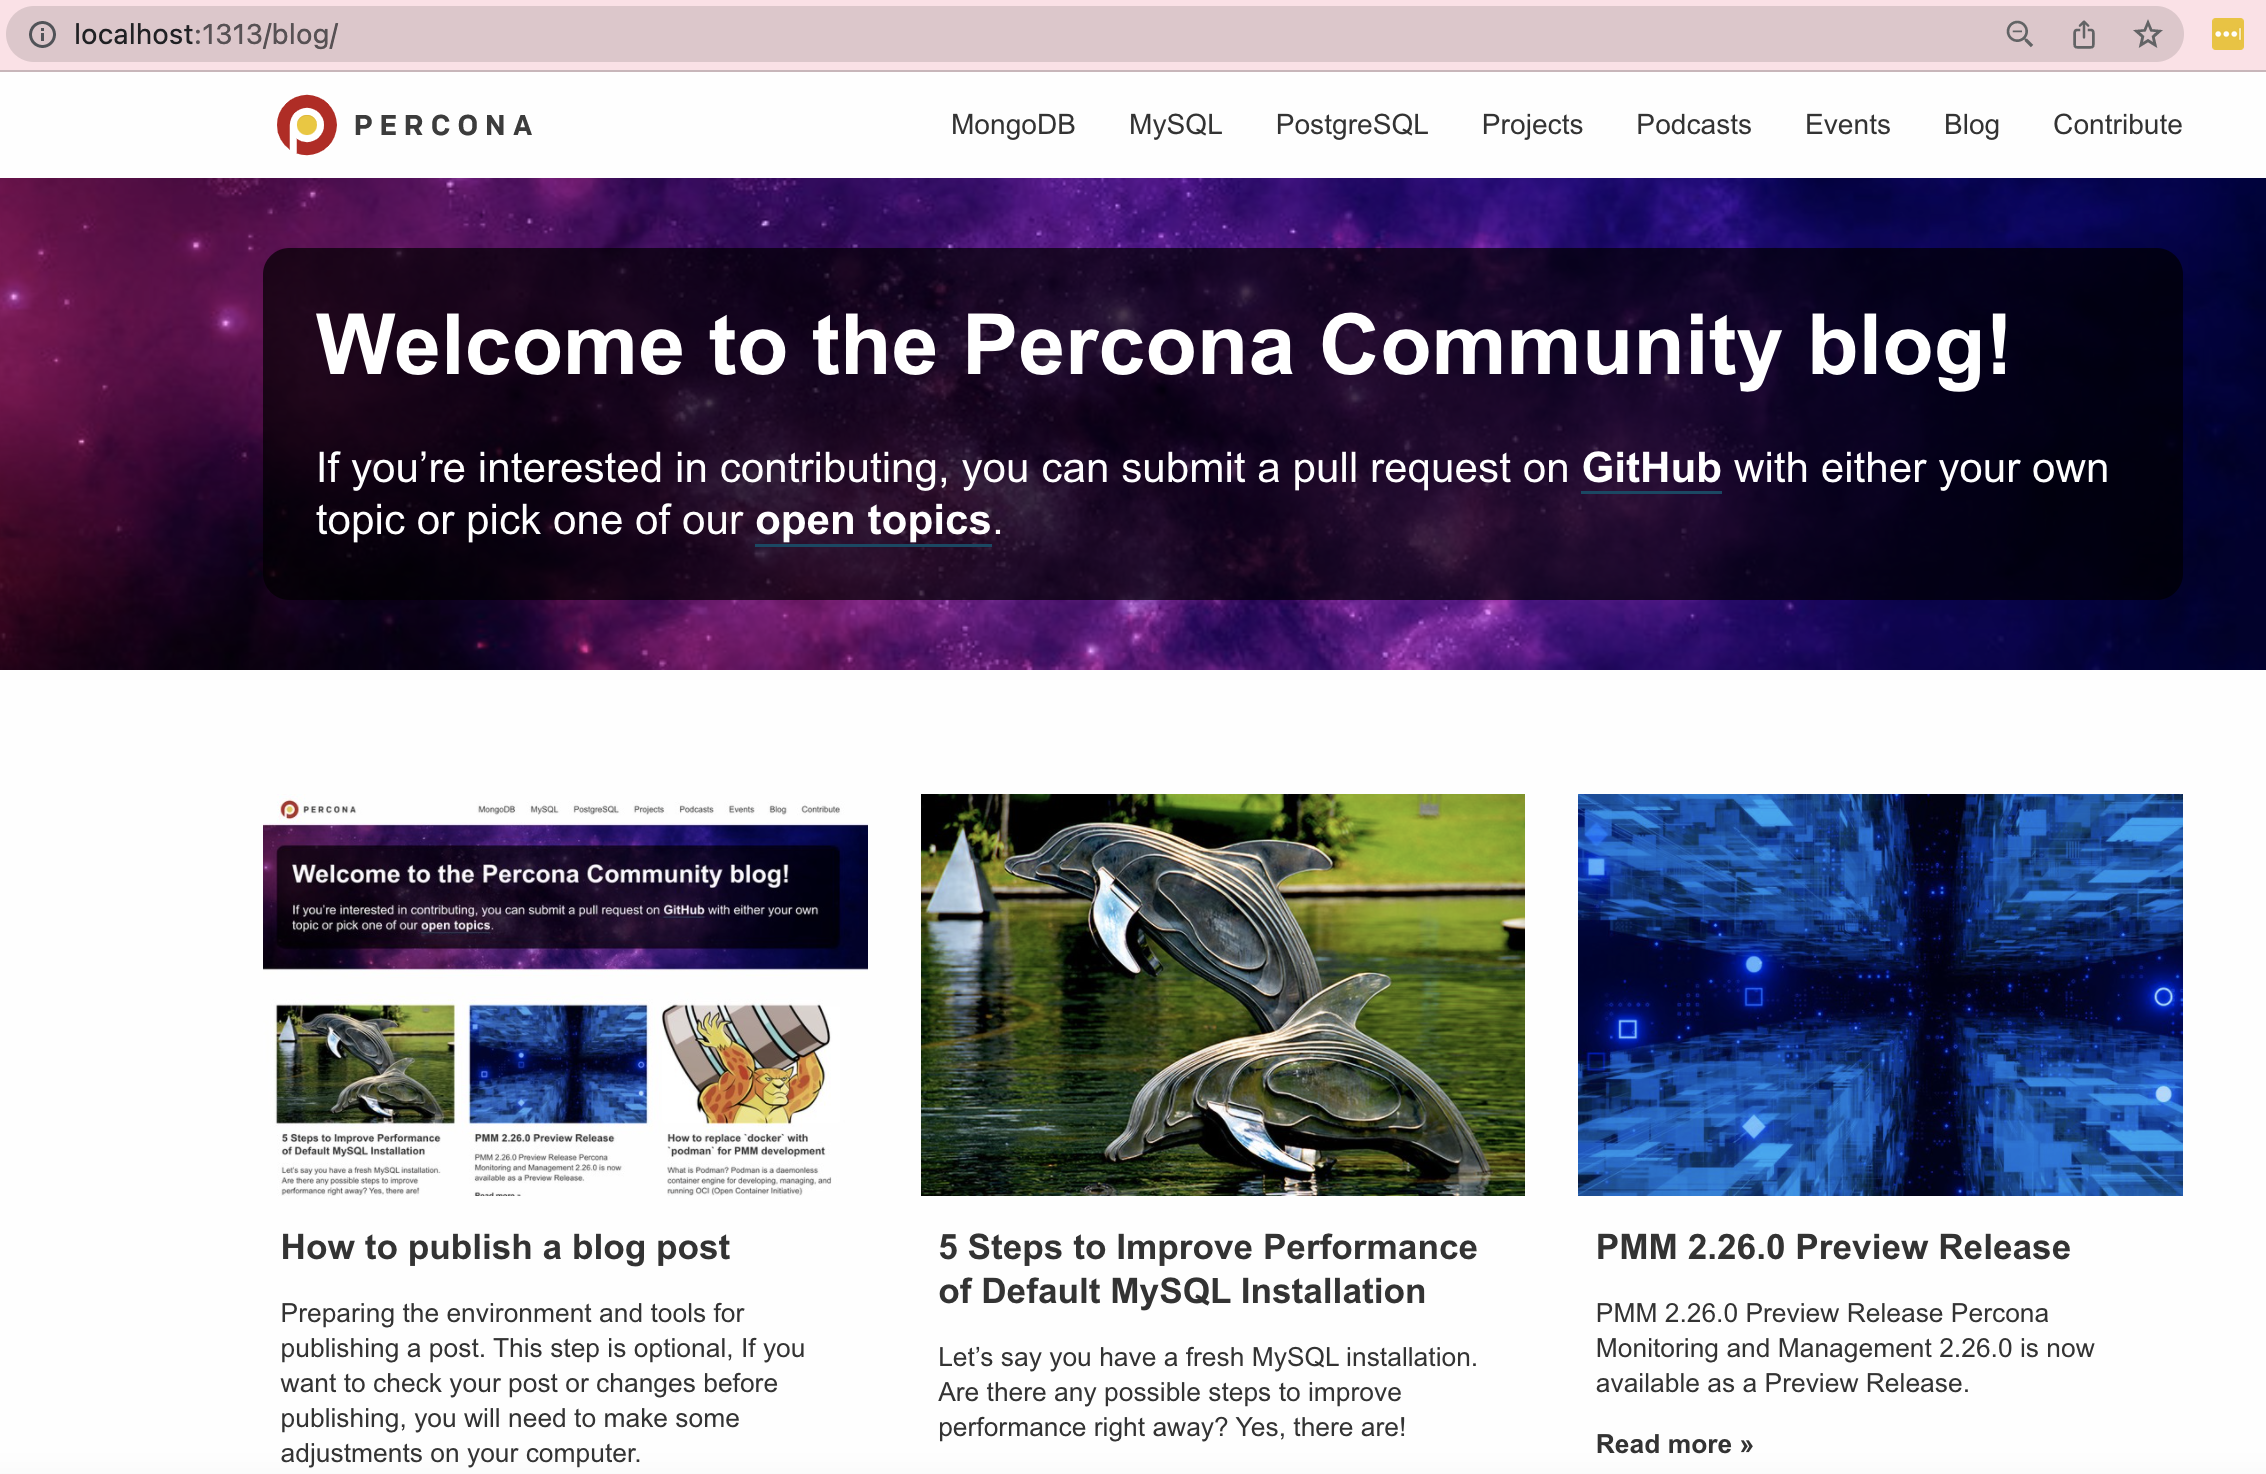 localhost:1313/blog/
PERCONA
MongoDB MySQL PostgreSQL Projects Podcasts Events Blog Contribute
Welcome to the Percona Community blog!
If you’re interested in contributing, you can submit a pull request on GitHub with either your own
topic or pick one of our open topics.
PERCONA
MongoDB MySQL PostgreSQL Projects Podcasts Events Blog Contribute
Welcome to the Percona Community blog!
If you're interested in contributing, you can submit a pull request on GitHub with either your own
topic or pick one of our open topics.
5 Steps to Improve Performance
of Default MySQL Installation
Let's say you have a fresh MySQL installation.
Are there any possible steps to improve
performance right away? Yes, there are!
PMM 2.26.0 Preview Release
PMM 2.26.0 Preview Release Percona
Monitoring and Management 2.26.0 is now
available as a Preview Release.
Read more »
How to replace `docker` with
`podman` for PMM development
What is Podman? Podman is a daemonless
container engine for developing, managing, and
running OCI (Open Container Initiative)
How to publish a blog post
Preparing the environment and tools for
publishing a post. This step is optional, If you
want to check your post or changes before
publishing, you will need to make some
adjustments on your computer.
5 Steps to Improve Performance
of Default MySQL Installation
Let’s say you have a fresh MySQL installation.
Are there any possible steps to improve
performance right away? Yes, there are!
PMM 2.26.0 Preview Release
PMM 2.26.0 Preview Release Percona
Monitoring and Management 2.26.0 is now
available as a Preview Release.
Read more »